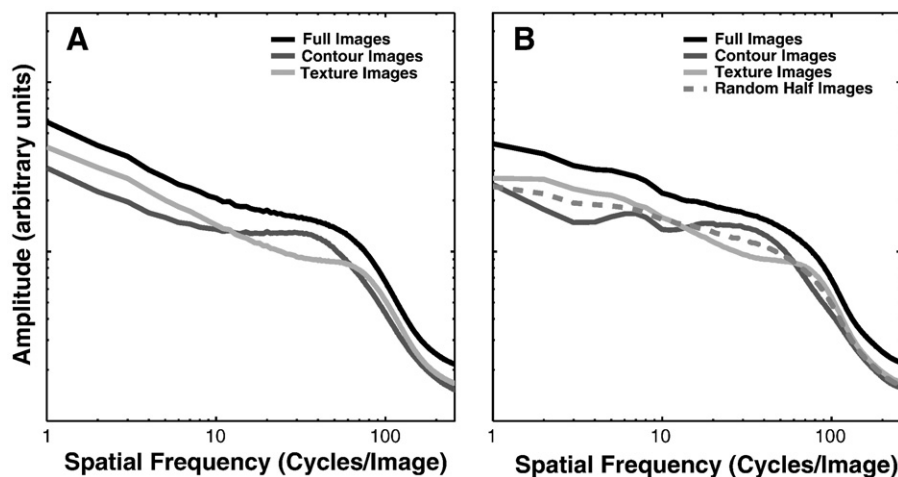 A
Full Images
Contour Images
Texture Images
B
Full Images
Contour Images
Texture Images
Random Half Images
Amplitude (arbitrary units)
1
10
100
1
10
100
Spatial Frequency (Cycles/Image)
Spatial Frequency (Cycles/Image)